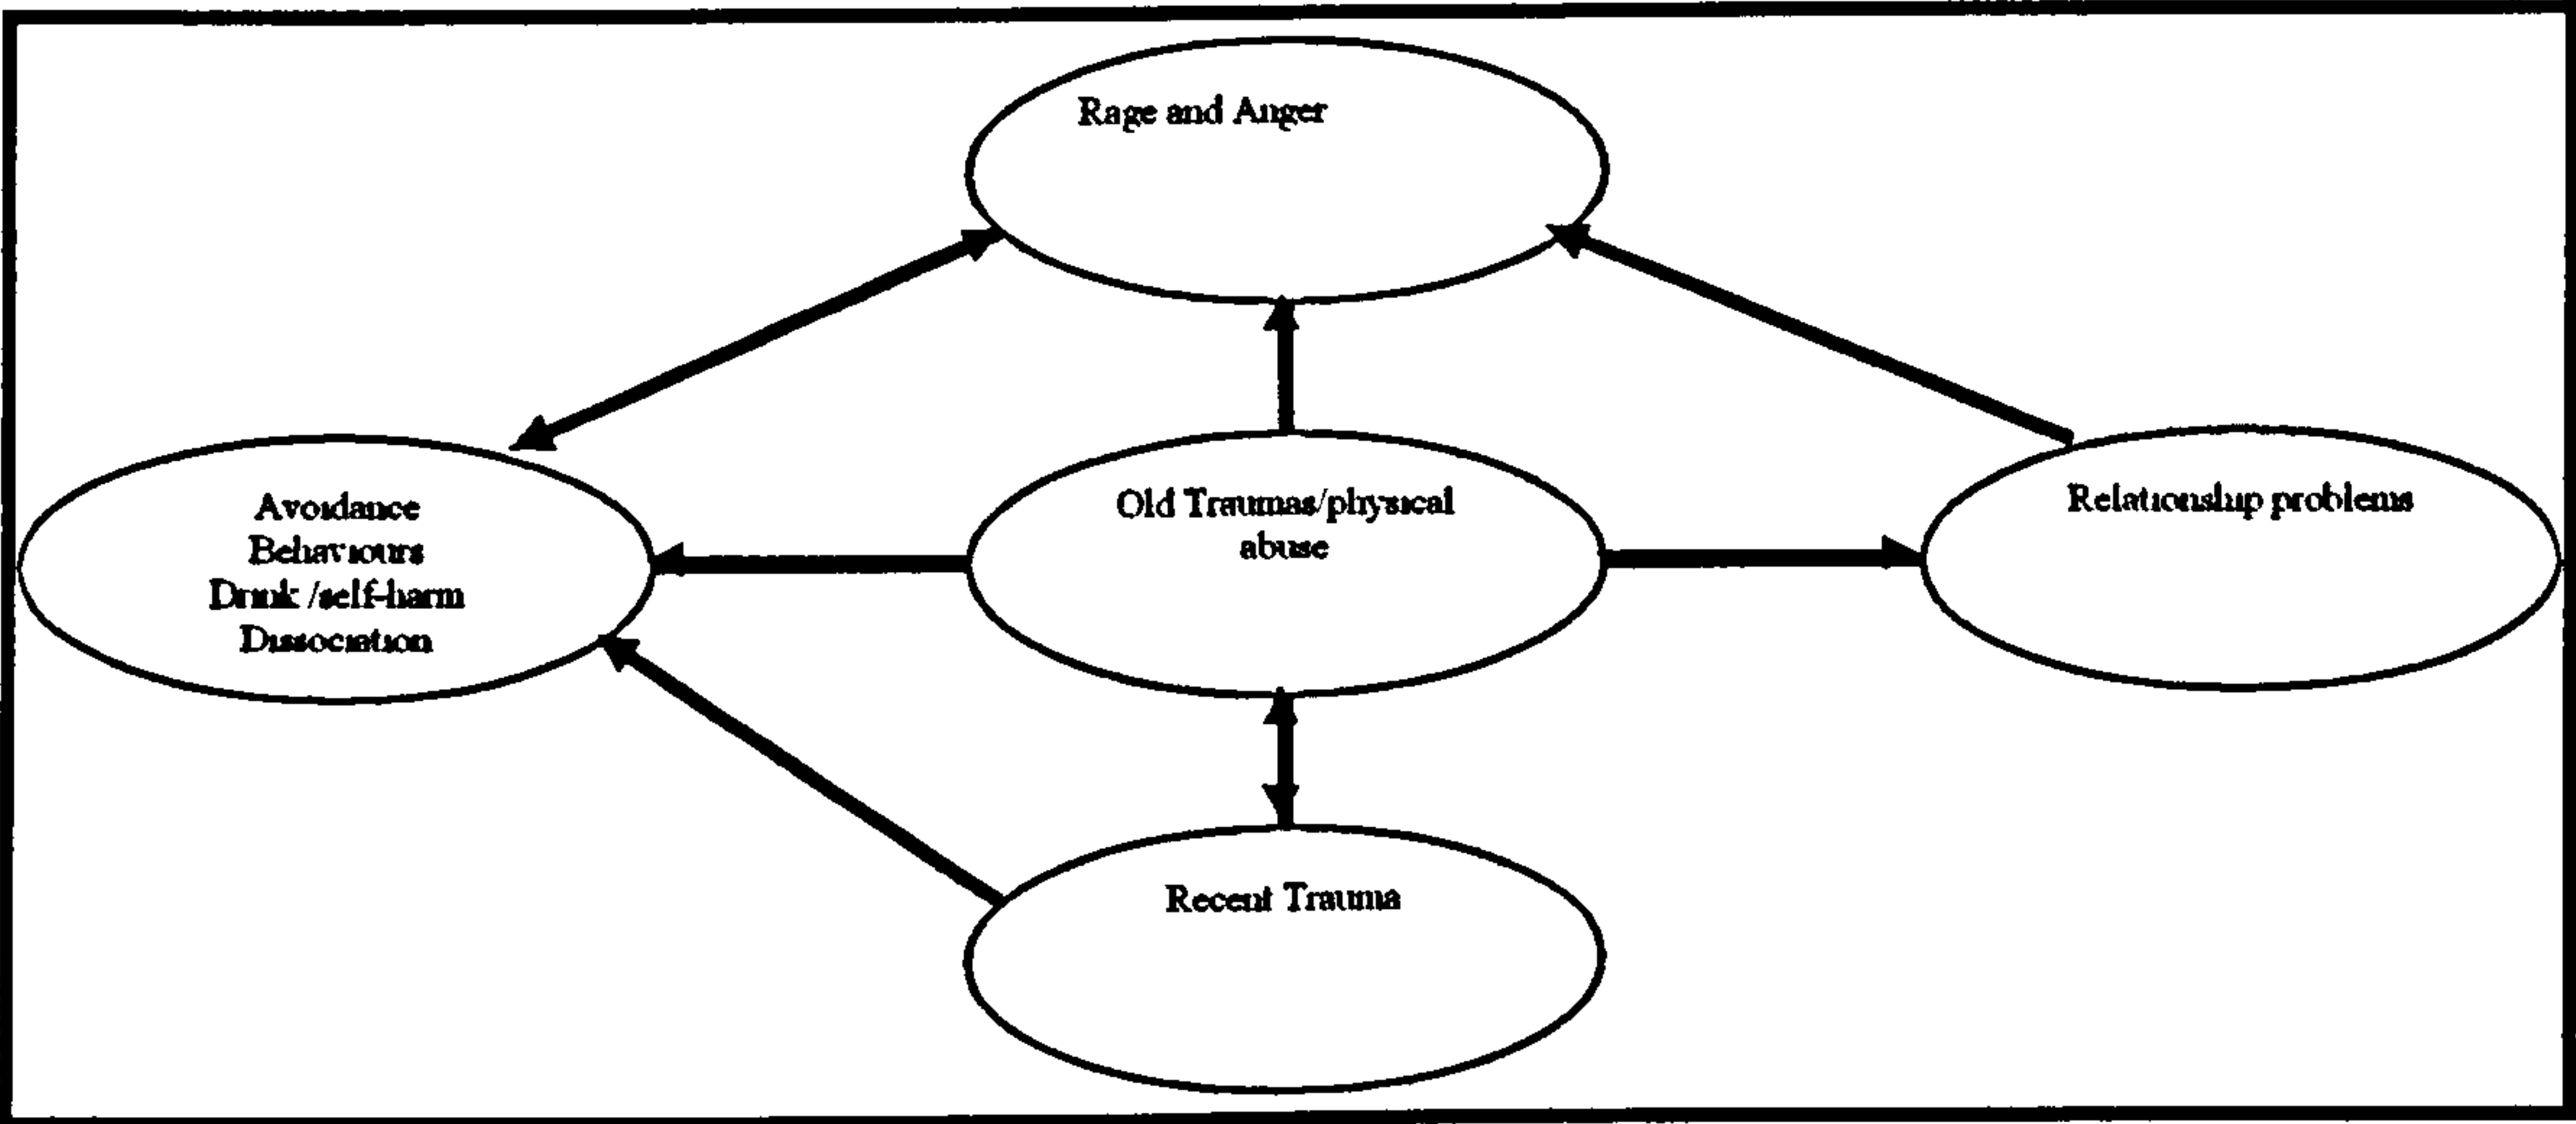 Rage and Anger
Avoidance
Behaviours
Drink /self-harm
Dissociation
Old Traumas/physical
abuse
Relationship problems
Recent Trauma